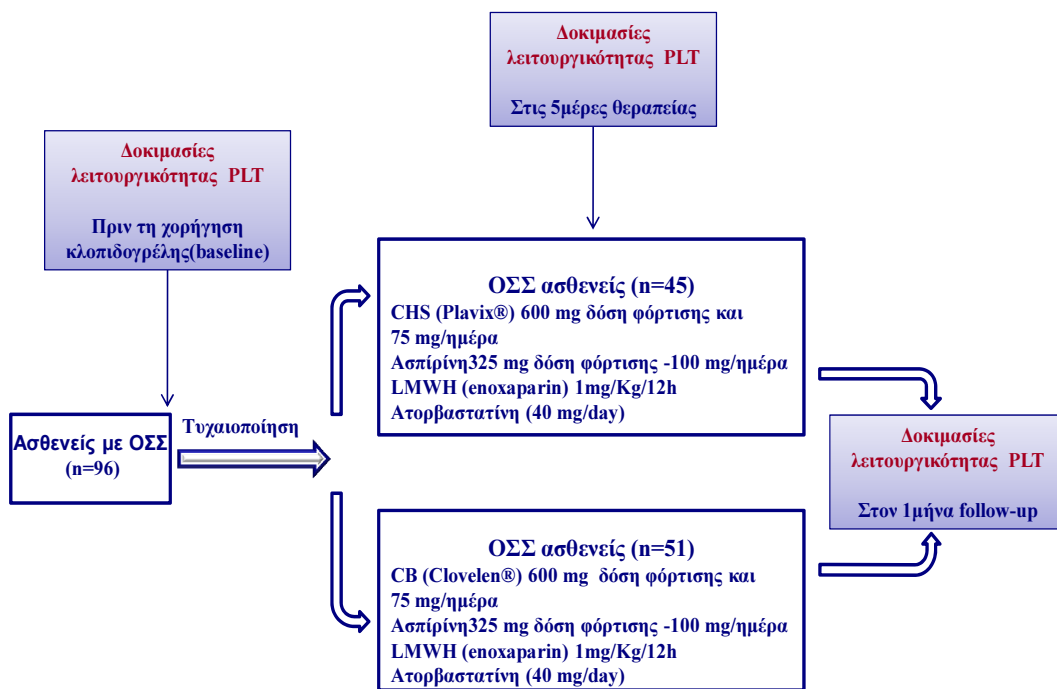 Δοκιμασίες
λειτουργικότητας PLT
Στις 5μέρες θεραπείας
Δοκιμασίες
λειτουργικότητας PLT
Πριν τη χορήγηση
κλοπιδογρέλης(baseline)
Ασθενείς με ΟΣΣ
(n=96)
Τυχαιοποίηση
ΟΣΣ ασθενείς (n=45)
CHS (Plavix®) 600 mg δόση φόρτισης και
75 mg/ημέρα
Ασπίρίνη325 mg δόση φόρτισης -100 mg/ημέρα
LMWH (enoxaparin) 1mg/Kg/12h
Ατορβαστατίνη (40 mg/day)
ΟΣΣ ασθενείς (n=51)
CB (Clovelen®) 600 mg δόση φόρτισης και
75 mg/ημέρα
Ασπίρίνη325 mg δόση φόρτισης -100 mg/ημέρα
LMWH (enoxaparin) 1mg/Kg/12h
Ατορβαστατίνη (40 mg/day)
Δοκιμασίες
λειτουργικότητας PLT
Στον 1μήνα follow-up